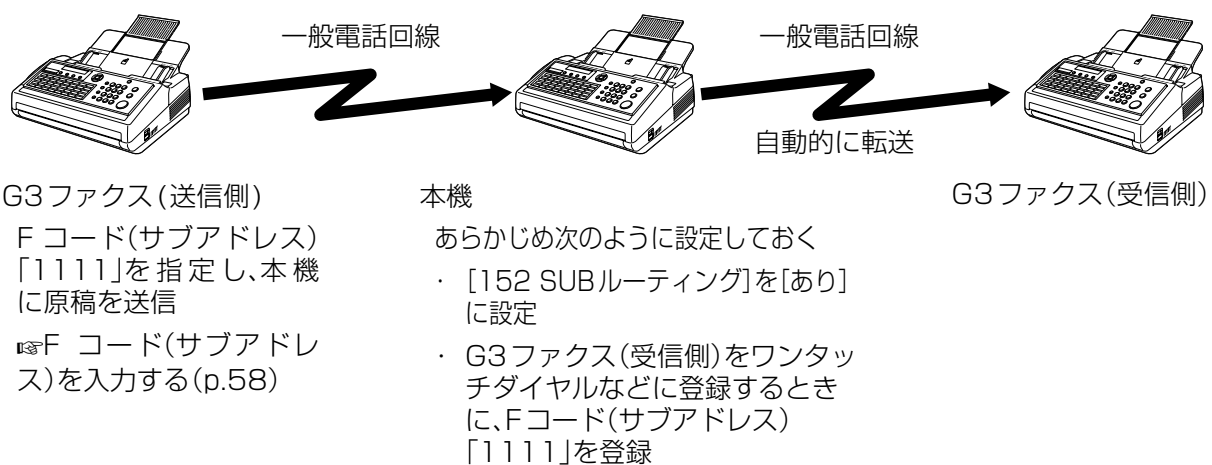 一般電話回線
一般電話回線
自動的に転送
G3ファクス(送信側)
F コード(サブアドレス)
「1111」を指定し、本機
に原稿を送信
☞F コード(サブアドレ
ス)を入力する(p.58)
本機
あらかじめ次のように設定しておく
・ [152 SUBルーティング]を[あり]
に設定
・ G3ファクス(受信側)をワンタッ
チダイヤルなどに登録するとき
に、Fコード(サブアドレス)
「1111」を登録
G3ファクス(受信側)